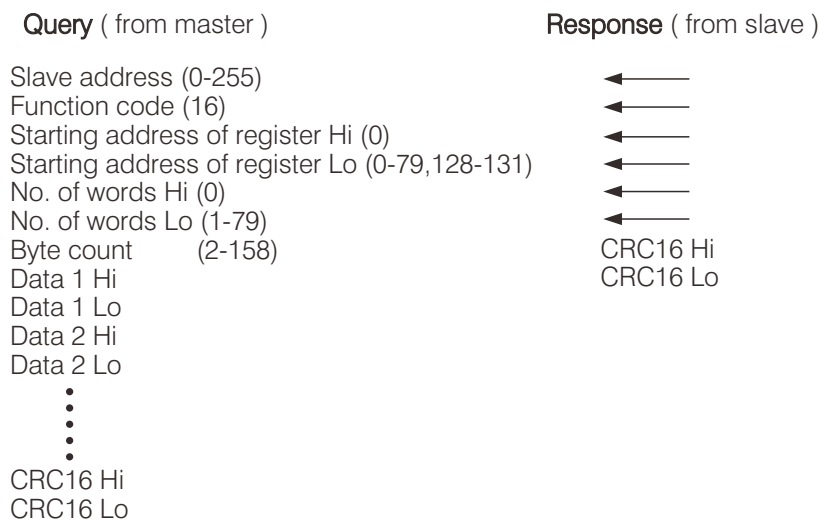 Query ( from master ) Response ( from slave )
Slave address (0-255)
Function code (16)
Starting address of register Hi (0)
Starting address of register Lo (0-79,128-131)
No. of words Hi (0)
No. of words Lo (1-79)
Byte count (2-158) CRC16 Hi
Data 1 Hi CRC16 Lo
Data 1 Lo
Data 2 Hi
Data 2 Lo
CRC16 Hi
CRC16 Lo